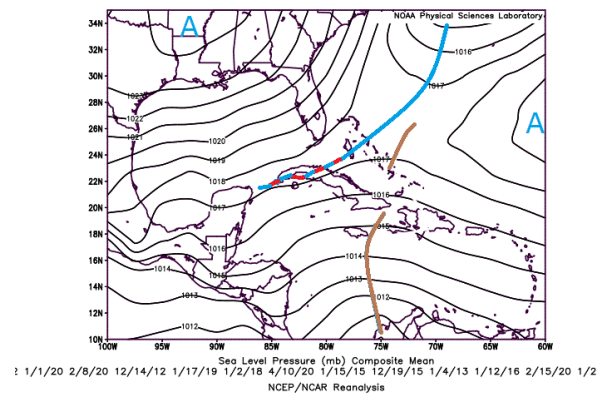 NOAA Physical Sciences Laboratory
34N
A
32N
1016
30N
1017
28N
1023
1022
26N
A
1021
1020
24N
1019
1017
22N
1018
1016
20N
1017
1015
18N
1016
1014
16N
1014
1015
1013
14N
1013
1012
12N
1012
10N
100W 95W 90W 85W 80W 75W 70W 65W 60W
Sea Level Pressure (mb) Composite Mean
1/1/20 2/8/20 12/14/12 1/17/19 1/2/18 4/10/20 1/15/15 12/19/15 1/4/13 1/12/16 2/15/20 1/2
NCEP/NCAR Reanalysis